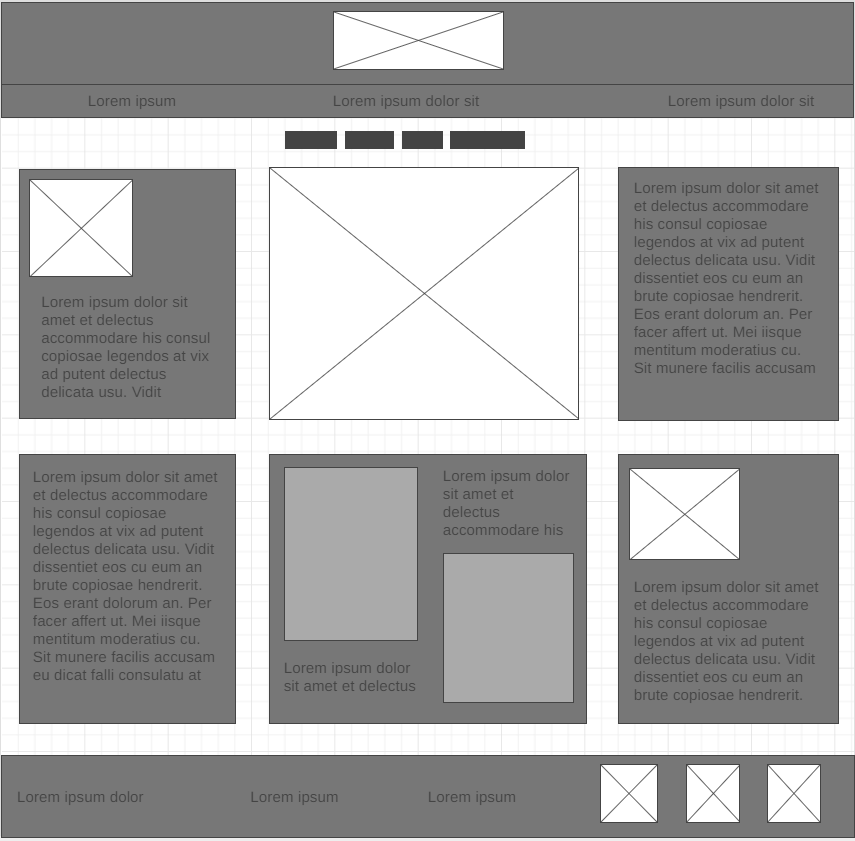 Lorem ipsum
Lorem ipsum dolor sit
Lorem ipsum dolor sit
Lorem ipsum dolor sit
amet et delectus
accommodare his consul
copiosae legendos at vix
ad putent delectus
delicata usu. Vidit
Lorem ipsum dolor sit amet
et delectus accommodare
his consul copiosae
legendos at vix ad putent
delectus delicata usu. Vidit
dissentiet eos cu eum an
brute copiosae hendrerit.
Eos erant dolorum an. Per
facer affert ut. Mei iisque
mentitum moderatius cu.
Sit munere facilis accusam
Lorem ipsum dolor sit amet
et delectus accommodare
his consul copiosae
legendos at vix ad putent
delectus delicata usu. Vidit
dissentiet eos cu eum an
brute copiosae hendrerit.
Eos erant dolorum an. Per
facer affert ut. Mei iisque
mentitum moderatius cu.
Sit munere facilis accusam
eu dicat falli consulatu at
Lorem ipsum dolor
sit amet et delectus
Lorem ipsum dolor
sit amet et
delectus
accommodare his
Lorem ipsum dolor sit amet
et delectus accommodare
his consul copiosae
legendos at vix ad putent
delectus delicata usu. Vidit
dissentiet eos cu eum an
brute copiosae hendrerit.
Lorem ipsum dolor
Lorem ipsum
Lorem ipsum